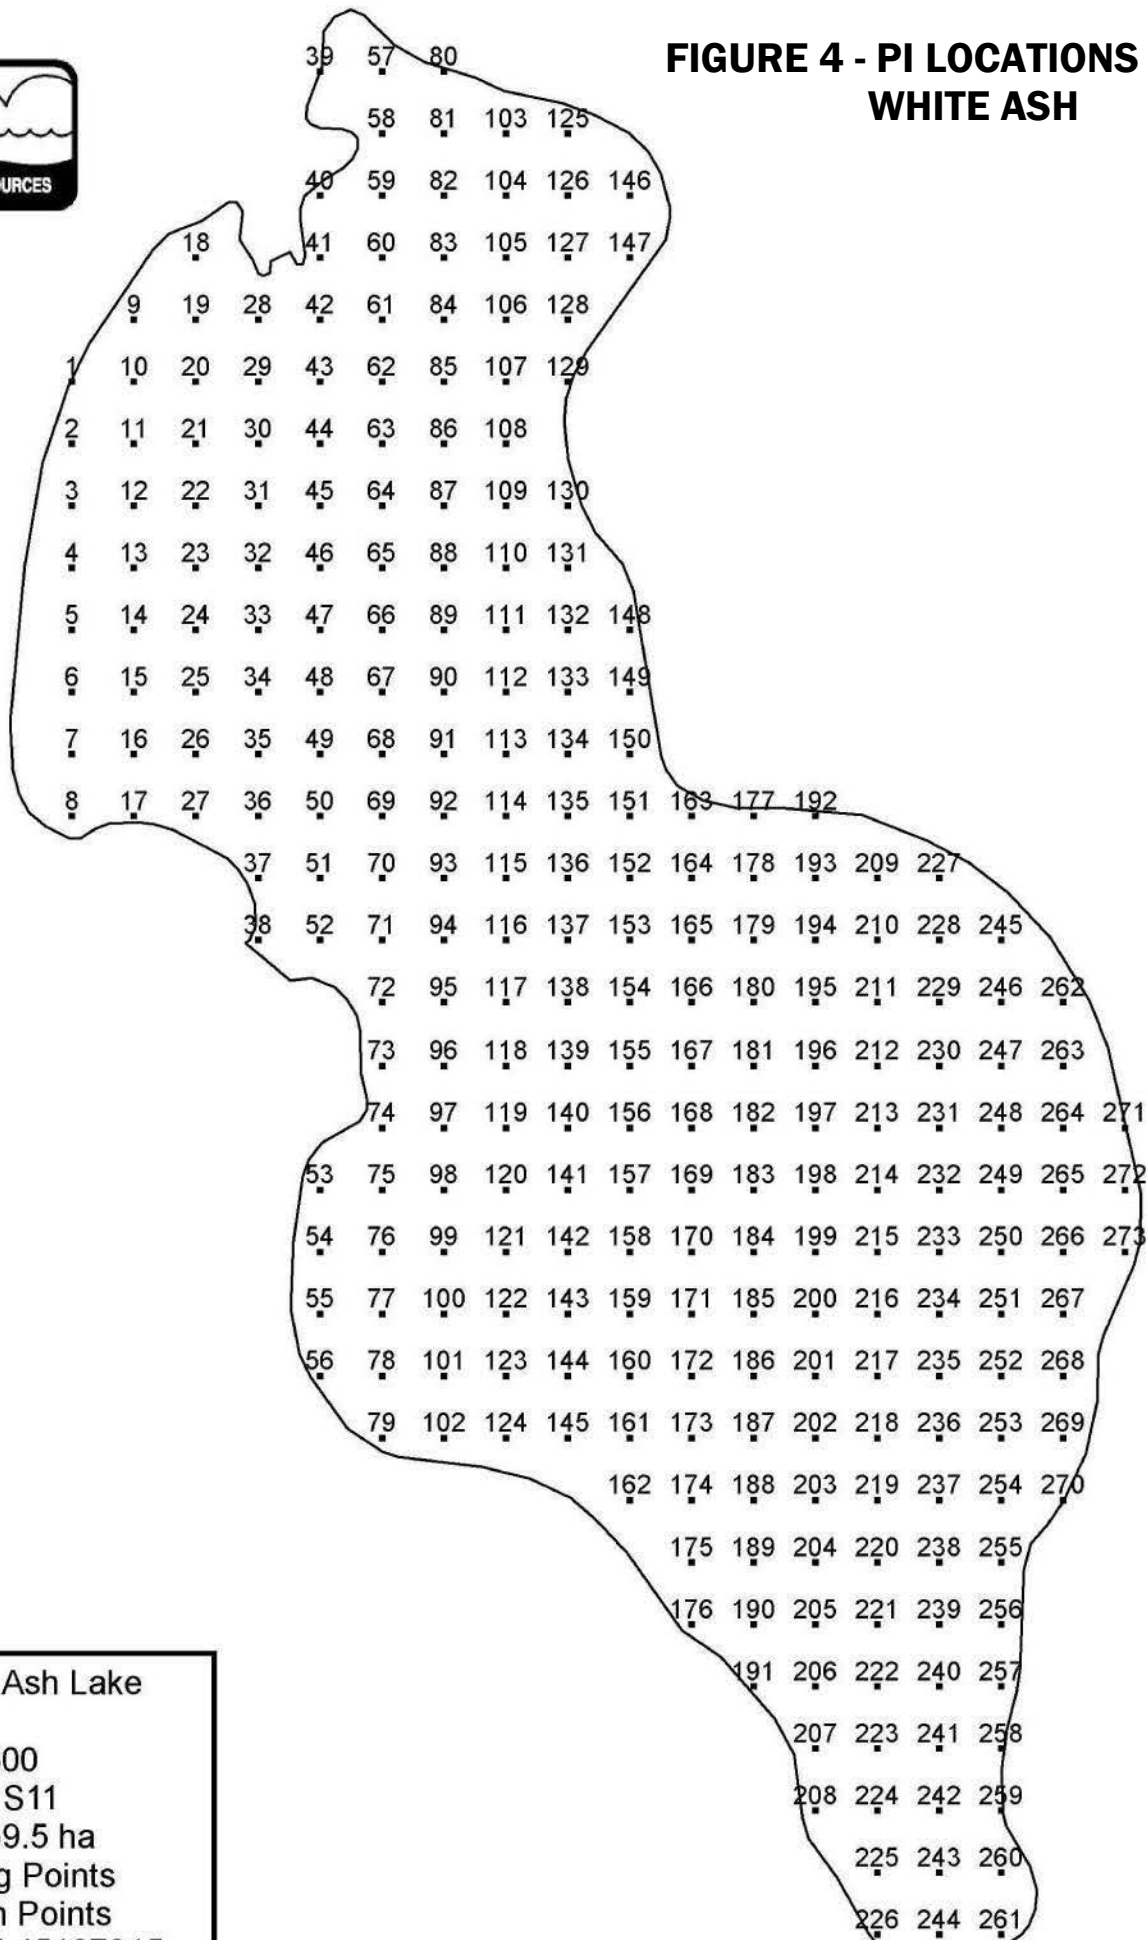 FIGURE 4 - PI LOCATIONS
WHITE ASH
39 57 80
58 81 103 125
40 59 82 104 126 146
18 41 60 83 105 127 147
9 19 28 42 61 84 106 128
1 10 20 29 43 62 85 107 129
2 11 21 30 44 63 86 108
3 12 22 31 45 64 87 109 130
4 13 23 32 46 65 88 110 131
5 14 24 33 47 66 89 111 132 148
6 15 25 34 48 67 90 112 133 149
7 16 26 35 49 68 91 113 134 150
8 17 27 36 50 69 92 114 135 151 163 177 192
37 51 70 93 115 136 152 164 178 193 209 227
38 52 71 94 116 137 153 165 179 194 210 228 245
72 95 117 138 154 166 180 195 211 229 246 262
73 96 118 139 155 167 181 196 212 230 247 263
74 97 119 140 156 168 182 197 213 231 248 264 271
53 75 98 120 141 157 169 183 198 214 232 249 265 272
54 76 99 121 142 158 170 184 199 215 233 250 266 273
55 77 100 122 143 159 171 185 200 216 234 251 267
56 78 101 123 144 160 172 186 201 217 235 252 268
79 102 124 145 161 173 187 202 218 236 253 269
162 174 188 203 219 237 254 270
175 189 204 220 238 255
176 190 205 221 239 256
191 206 222 240 257
207 223 241 258
208 224 242 259
225 243 260
226 244 261
Ash Lake
S11
9.5 ha
Points
Points